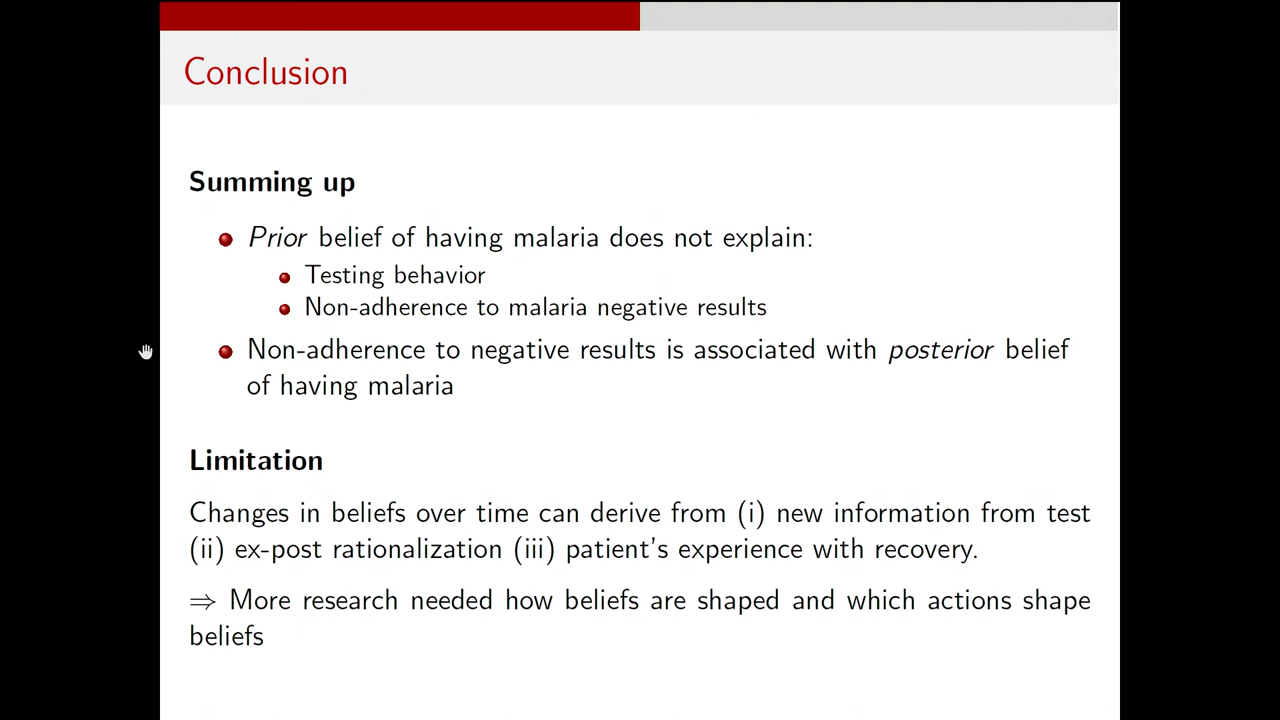 Conclusion
Summing up
Prior belief of having malaria does not explain:
Testing behavior
Non-adherence to malaria negative results
Non-adherence to negative results is associated with posterior belief
of having malaria
Limitation
Changes in beliefs over time can derive from (i) new information from test
(ii) ex-post rationalization (iii) patient's experience with recovery.
⇒ More research needed how beliefs are shaped and which actions shape
beliefs